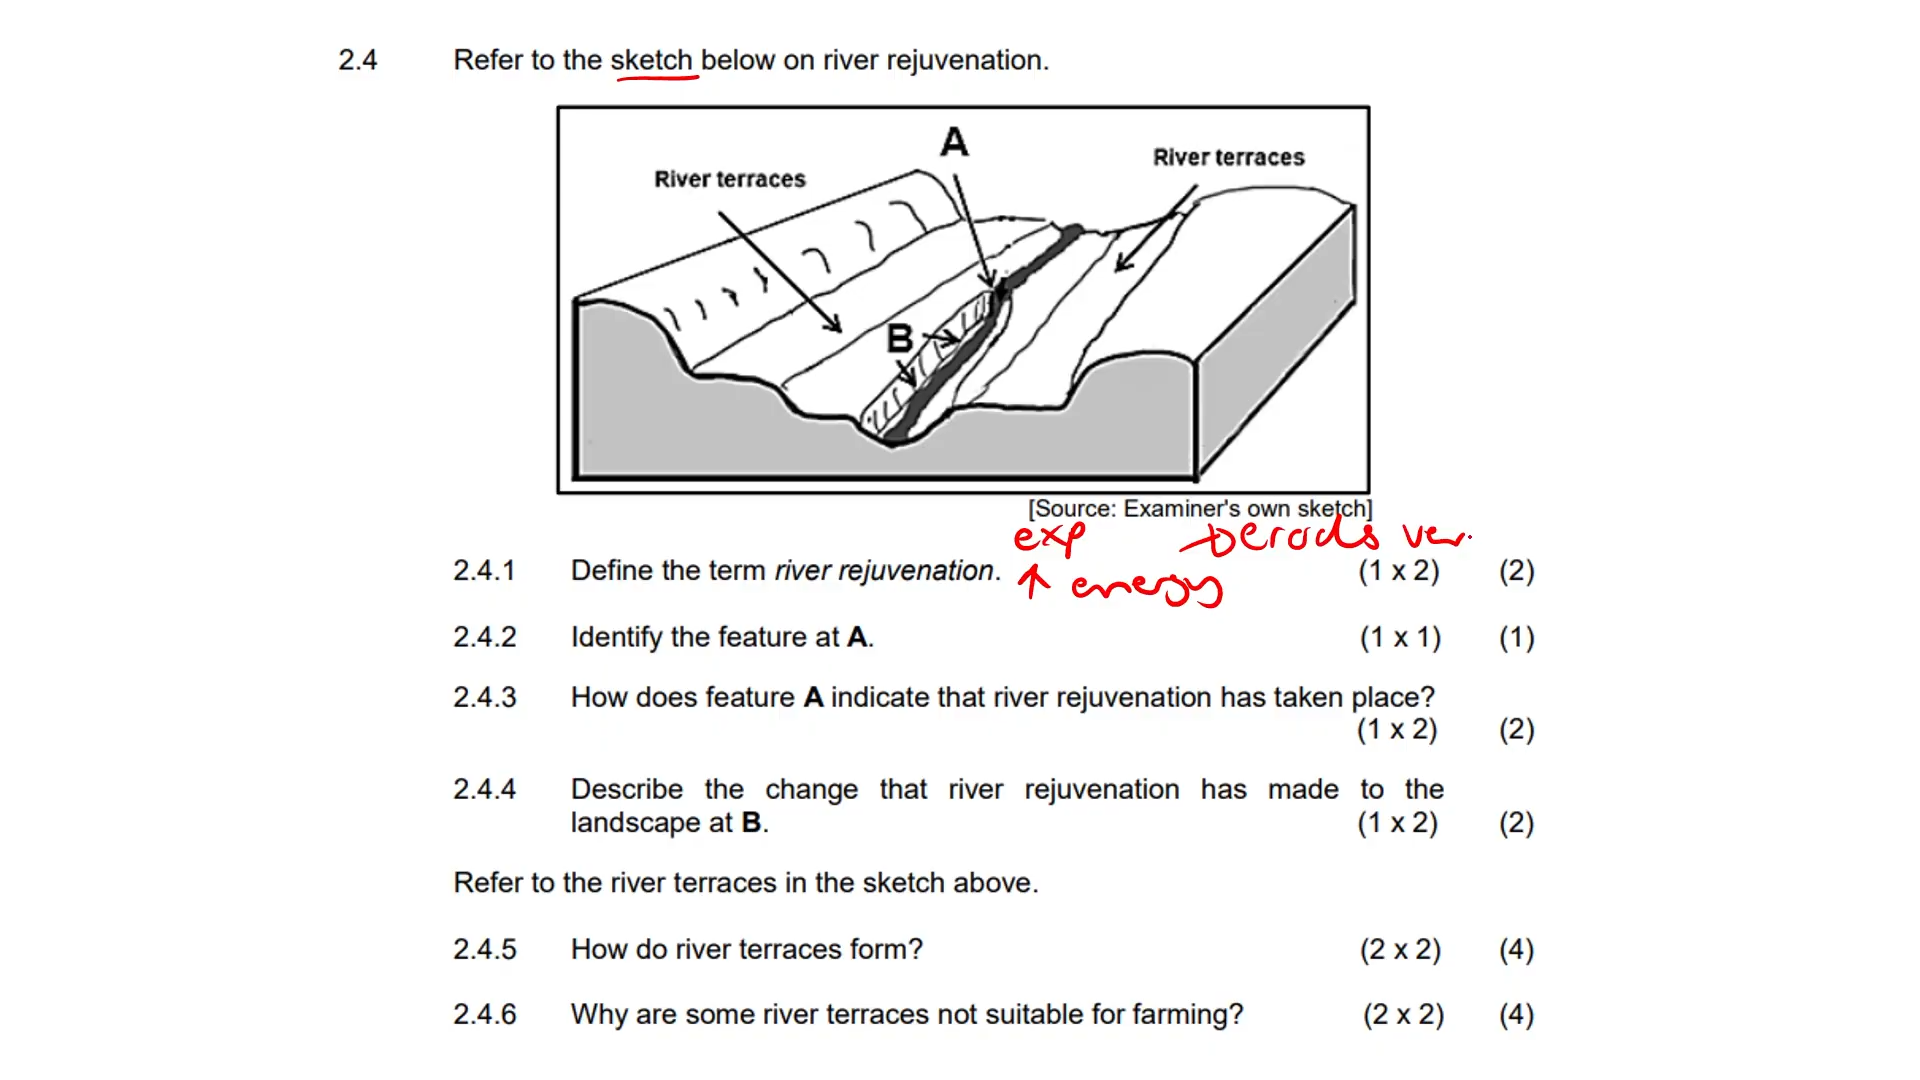 2.4 Refer to the sketch below on river rejuvenation.
A
River terraces
River terraces
B
[Source: Examiner's own sketch]
exp erodes ver.
2.4.1 Define the term river rejuvenation. (1 x 2) (2)
↑ energy
2.4.2 Identify the feature at A. (1 x 1) (1)
2.4.3 How does feature A indicate that river rejuvenation has taken place?
(1 x 2) (2)
2.4.4 Describe the change that river rejuvenation has made to the
landscape at B. (1 x 2) (2)
Refer to the river terraces in the sketch above.
2.4.5 How do river terraces form? (2 x 2) (4)
2.4.6 Why are some river terraces not suitable for farming? (2 x 2) (4)